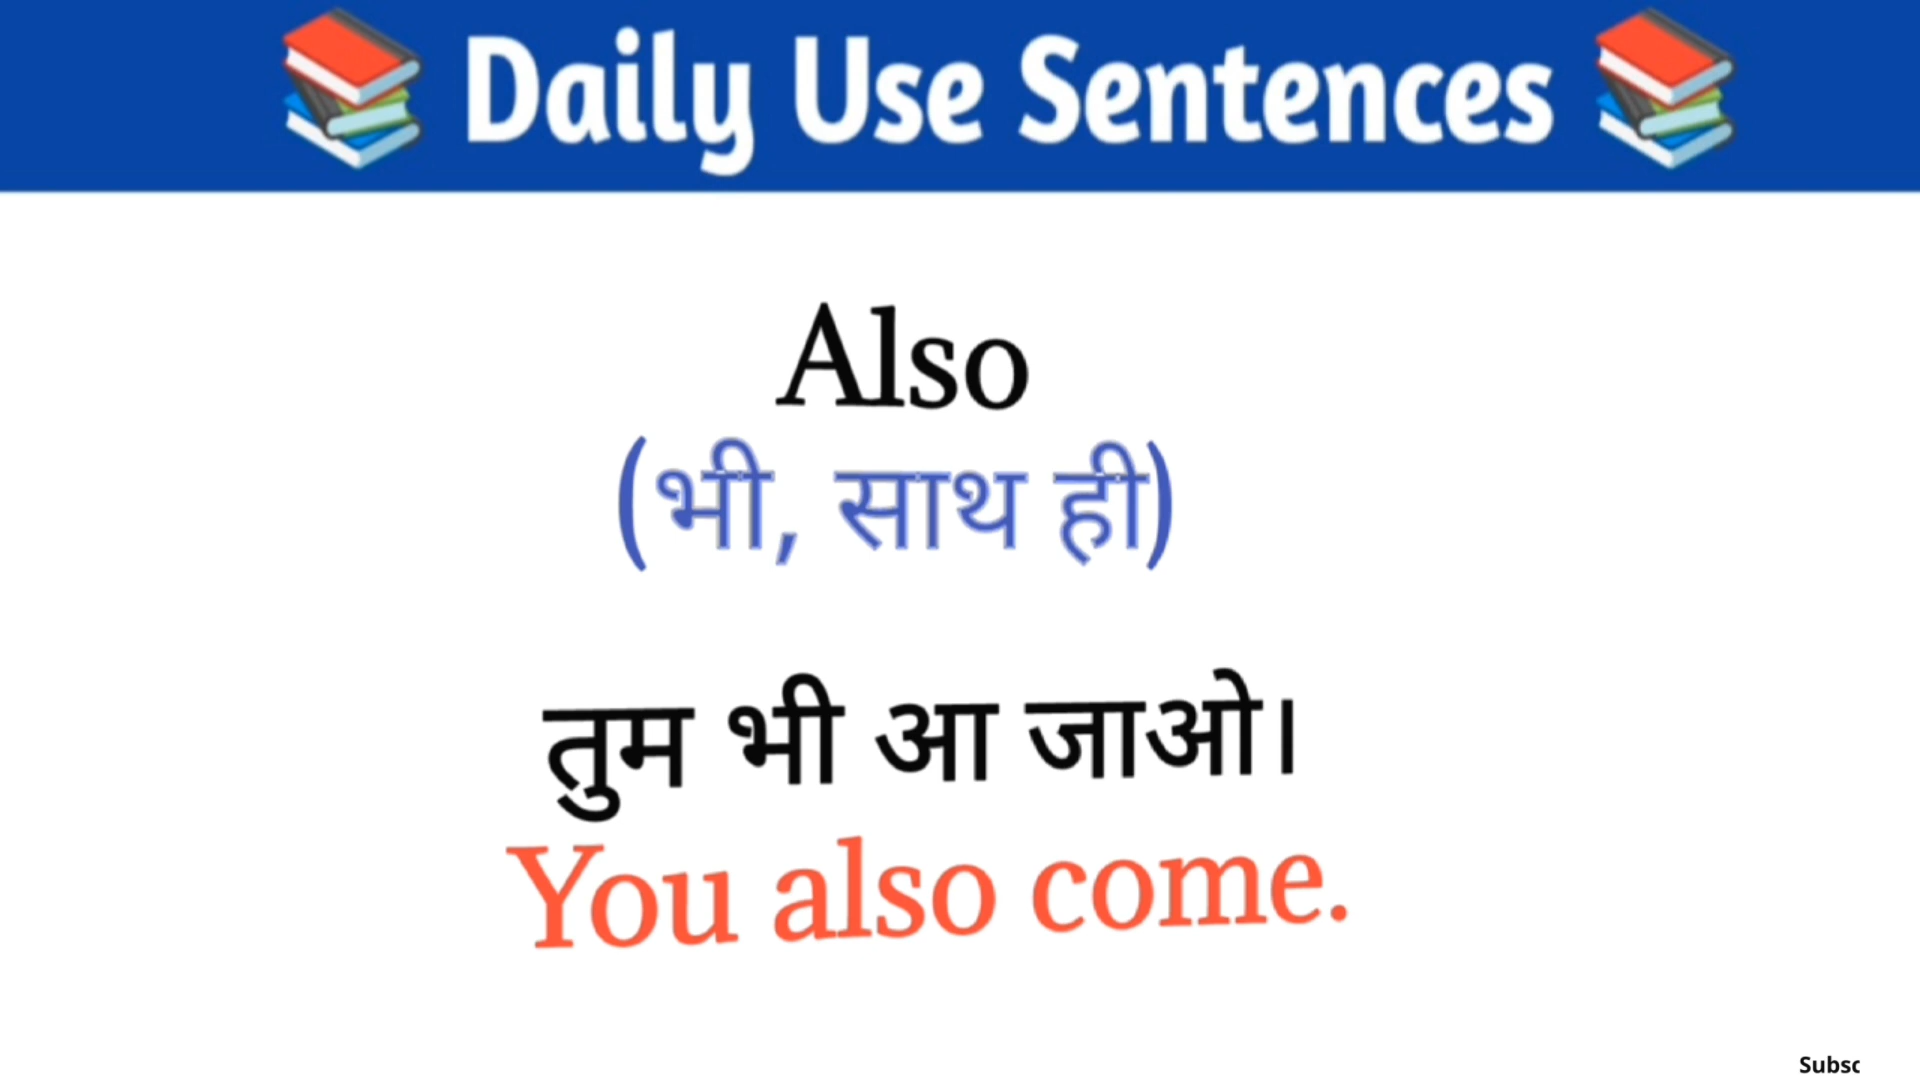 Daily Use Sentences
Also
(भी, साथ ही)
तुम भी आ जाओ।
You also come.
Subsc